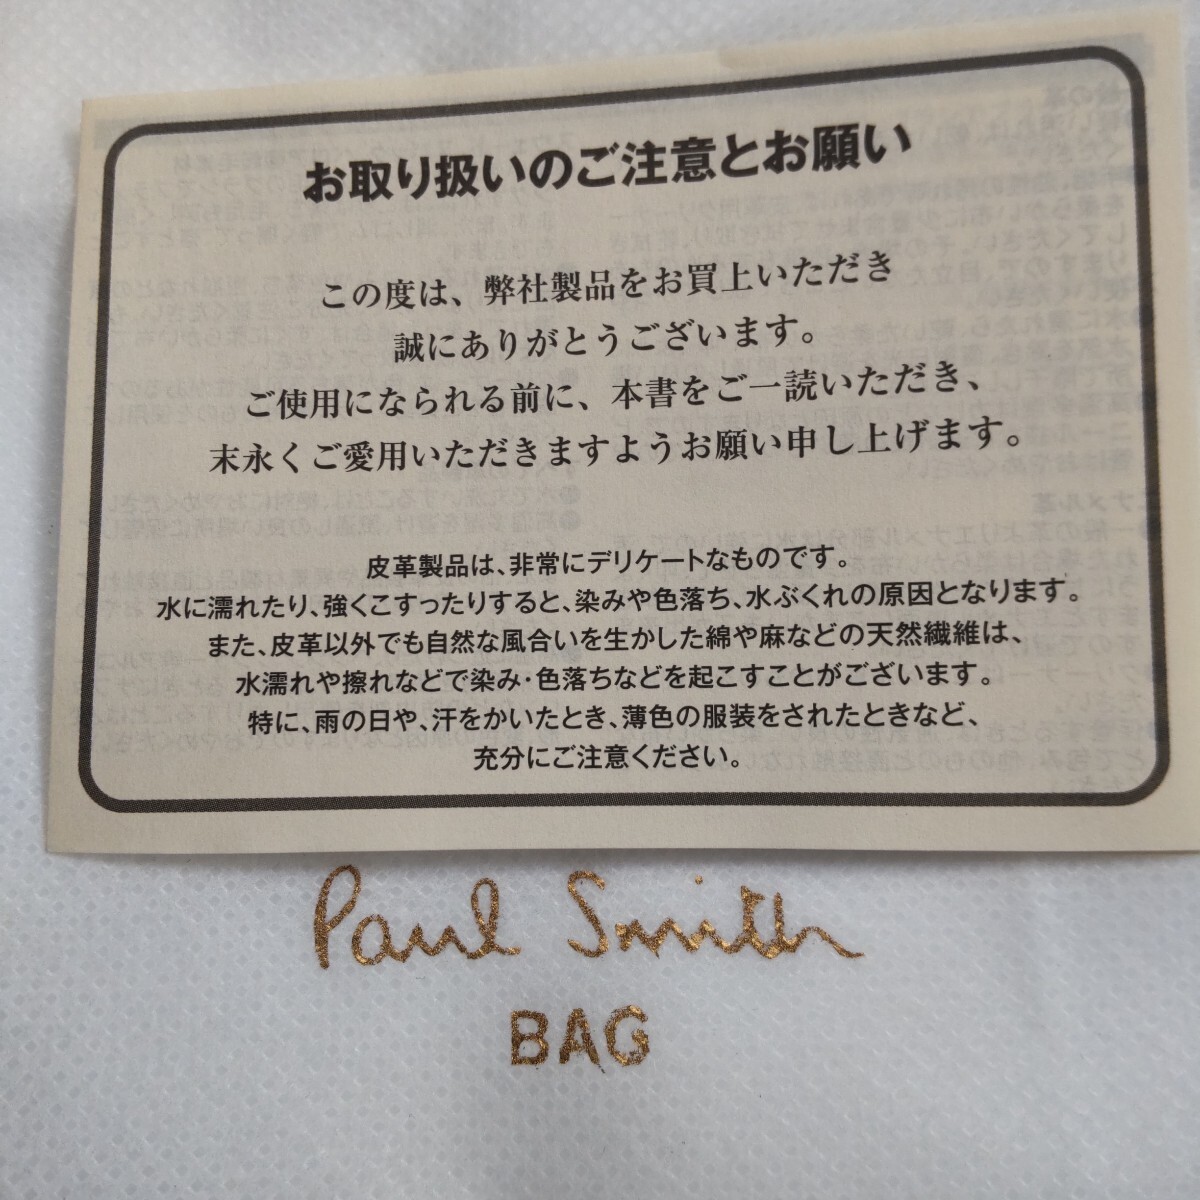 お取り扱いのご注意とお願い
この度は、弊社製品をお買上いただき
誠にありがとうございます。
ご使用になられる前に、本書をご一読いただき、
末永くご愛用いただきますようお願い申し上げます。
皮革製品は、非常にデリケートなものです。
水に濡れたり、強くこすったりすると、染みや色落ち、水ぶくれの原因となります。
また、皮革以外でも自然な風合いを生かした綿や麻などの天然繊維は、
水濡れや擦れなどで染み・色落ちなどを起こすことがございます。
特に、雨の日や、汗をかいたとき、薄色の服装をされたときなど、
充分にご注意ください。
Paul Smith
BAG